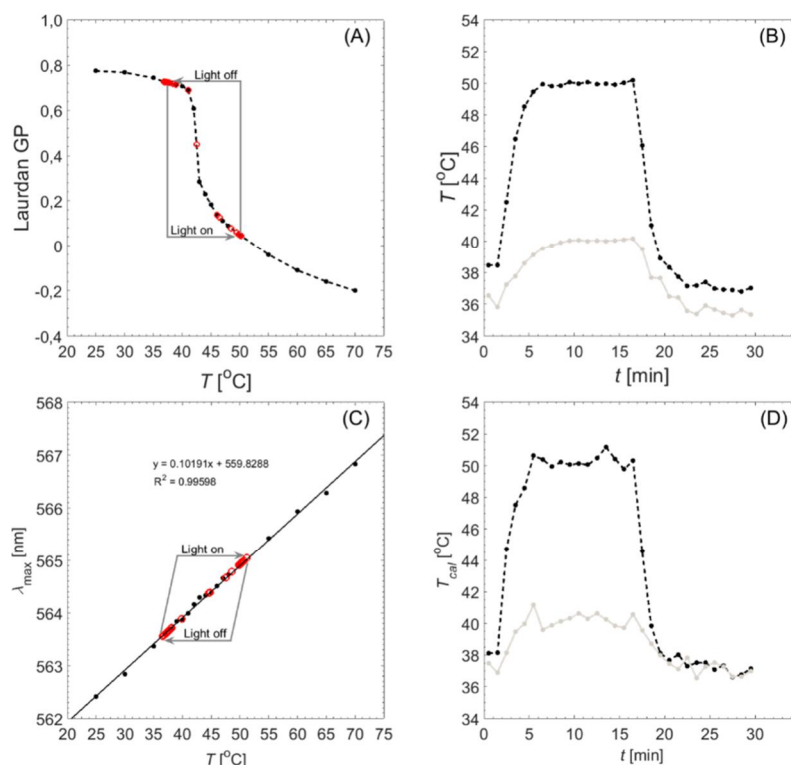 (A)
Laurdan GP
1,0
0,8
0,6
0,4
0,2
0
-0,2
-0,4
Light off
Light on
20 25 30 35 40 45 50 55 60 65 70 75
T [°C]
(B)
T [°C]
54
52
50
48
46
44
42
40
38
36
34
0 5 10 15 20 25 30
t [min]
(C)
λmax [nm]
568
567
566
565
564
563
562
y = 0.10191x + 559.8288
R² = 0.99598
Light on
Light off
20 25 30 35 40 45 50 55 60 65 70 75
T [°C]
(D)
Tcal [°C]
54
52
50
48
46
44
42
40
38
36
34
0 5 10 15 20 25 30
t [min]